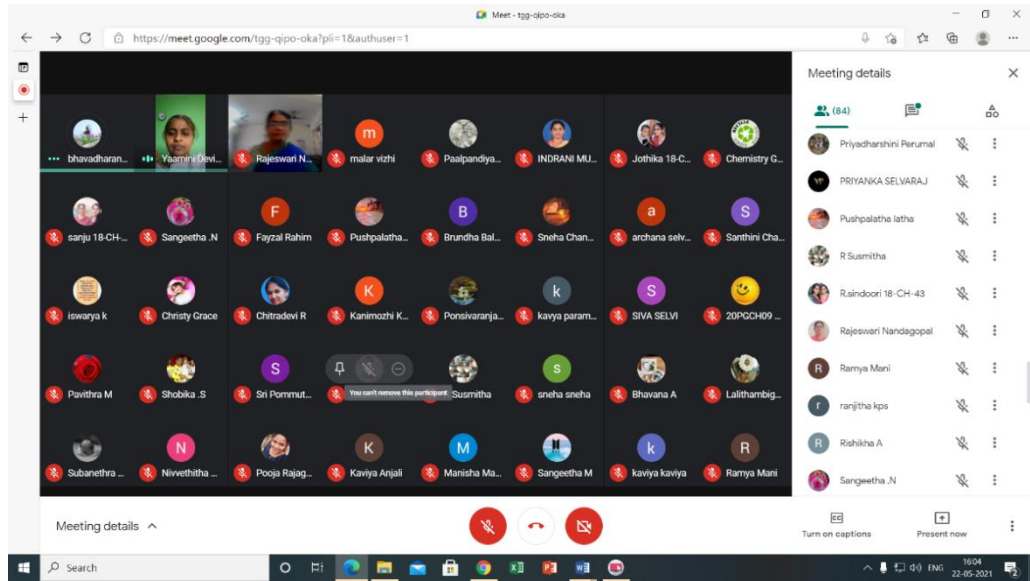 Meet - tgg-qipo-oka
https://meet.google.com/tgg-qipo-oka?pli=1&authuser=1
bhavadharan... Yaamini Devi... Rajeswari N... m malar vizhi Paalpandiya... INDRANI MU... Jothika 18-C... Chemistry G...
sanju 18-CH-... Sangeetha .N F Fayzal Rahim Pushpalatha... B Brundha Bal... Sneha Chan... a archana selv... S Santhini Cha...
iswarya k Christy Grace Chitradevi R K Kanimozhi K... Ponsivaranja... k kavya param... S SIVA SELVI 20PGCH09 ...
Pavithra M Shobika .S S Sri Pommut... You can't remove this participant Susmitha s sneha sneha Bhavana A Lalithambig...
Subanethra ... N Nivvethitha ... Pooja Rajag... K Kaviya Anjali M Manisha Ma... Sangeetha M k kaviya kaviya R Ramya Mani
Meeting details
(84)
Priyadharshini Perumal
PRIYANKA SELVARAJ
Pushpalatha latha
R Susmitha
R.sindoori 18-CH-43
Rajeswari Nandagopal
R Ramya Mani
r ranjitha kps
R Rishikha A
Sangeetha .N
Meeting details
Turn on captions
Present now
Search
ENG
16:04
22-05-2021